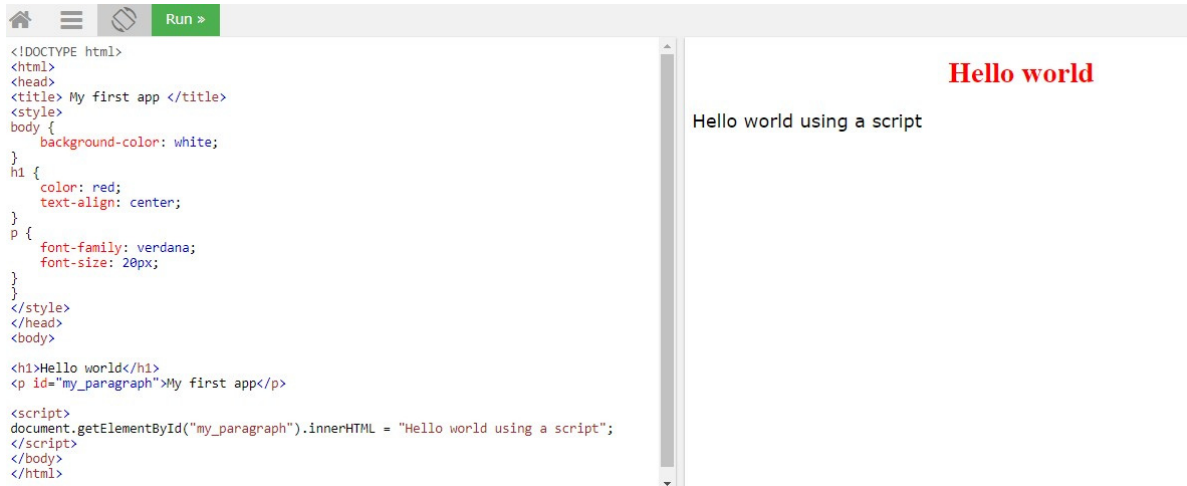 Run »
<!DOCTYPE html>
<html>
<head>
<title> My first app </title>
<style>
body {
    background-color: white;
}
h1 {
    color: red;
    text-align: center;
}
p {
    font-family: verdana;
    font-size: 20px;
}
}
</style>
</head>
<body>
<h1>Hello world</h1>
<p id="my_paragraph">My first app</p>
<script>
document.getElementById("my_paragraph").innerHTML = "Hello world using a script";
</script>
</body>
</html>
Hello world
Hello world using a script